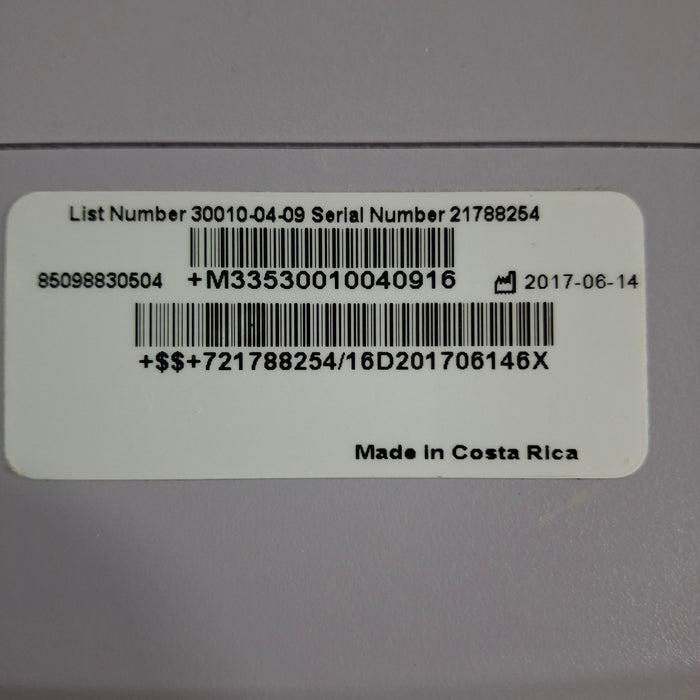 List Number 30010-04-09 Serial Number 21788254
85098830504 +M33530010040916 2017-06-14
+$$+721788254/16D201706146X
Made in Costa Rica